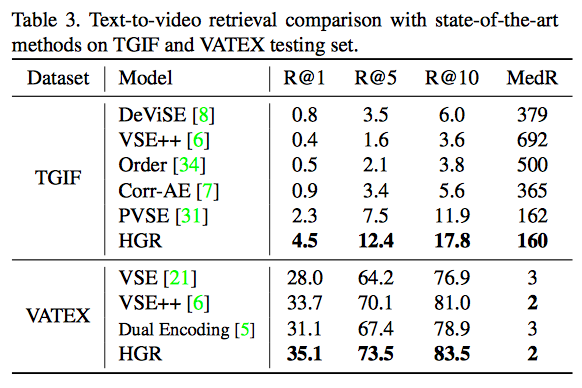 Table 3. Text-to-video retrieval comparison with state-of-the-art
methods on TGIF and VATEX testing set.
Dataset Model R@1 R@5 R@10 MedR
DeViSE [8] 0.8 3.5 6.0 379
VSE++ [6] 0.4 1.6 3.6 692
Order [34] 0.5 2.1 3.8 500
TGIF
Corr-AE [7] 0.9 3.4 5.6 365
PVSE [31] 2.3 7.5 11.9 162
HGR 4.5 12.4 17.8 160
VSE [21] 28.0 64.2 76.9 3
VSE++ [6] 33.7 70.1 81.0 2
VATEX
Dual Encoding [5] 31.1 67.4 78.9 3
HGR 35.1 73.5 83.5 2